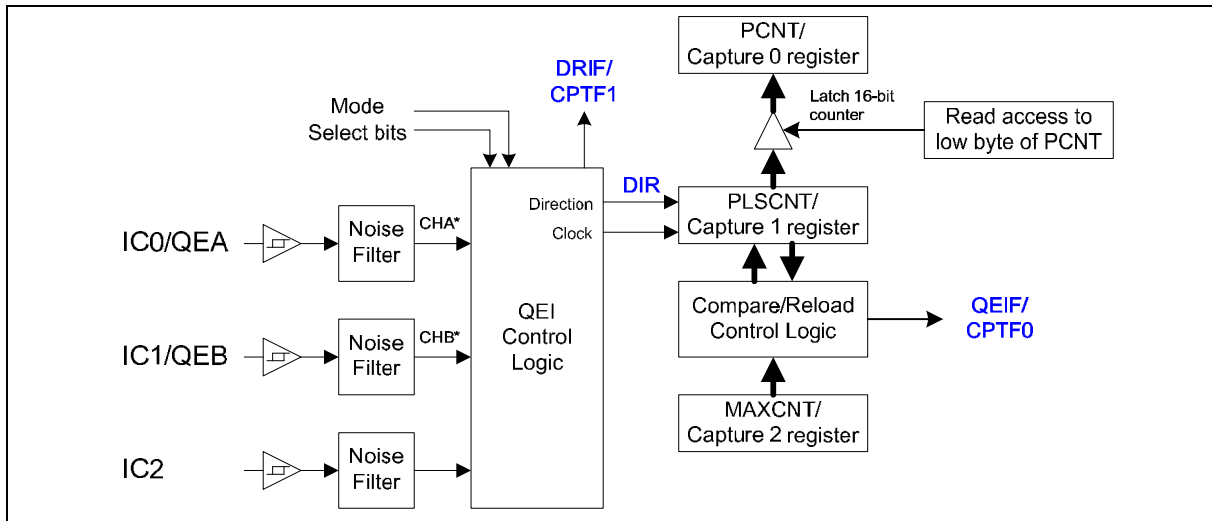 PCNT/
Capture 0 register
DRIF/
CPTF1
Latch 16-bit
counter
Read access to
low byte of PCNT
Mode
Select bits
DIR
Direction
Clock
PLSCNT/
Capture 1 register
IC0/QEA
Noise
Filter
CHA*
QEI
Control
Logic
Compare/Reload
Control Logic
QEIF/
CPTF0
IC1/QEB
Noise
Filter
CHB*
MAXCNT/
Capture 2 register
IC2
Noise
Filter